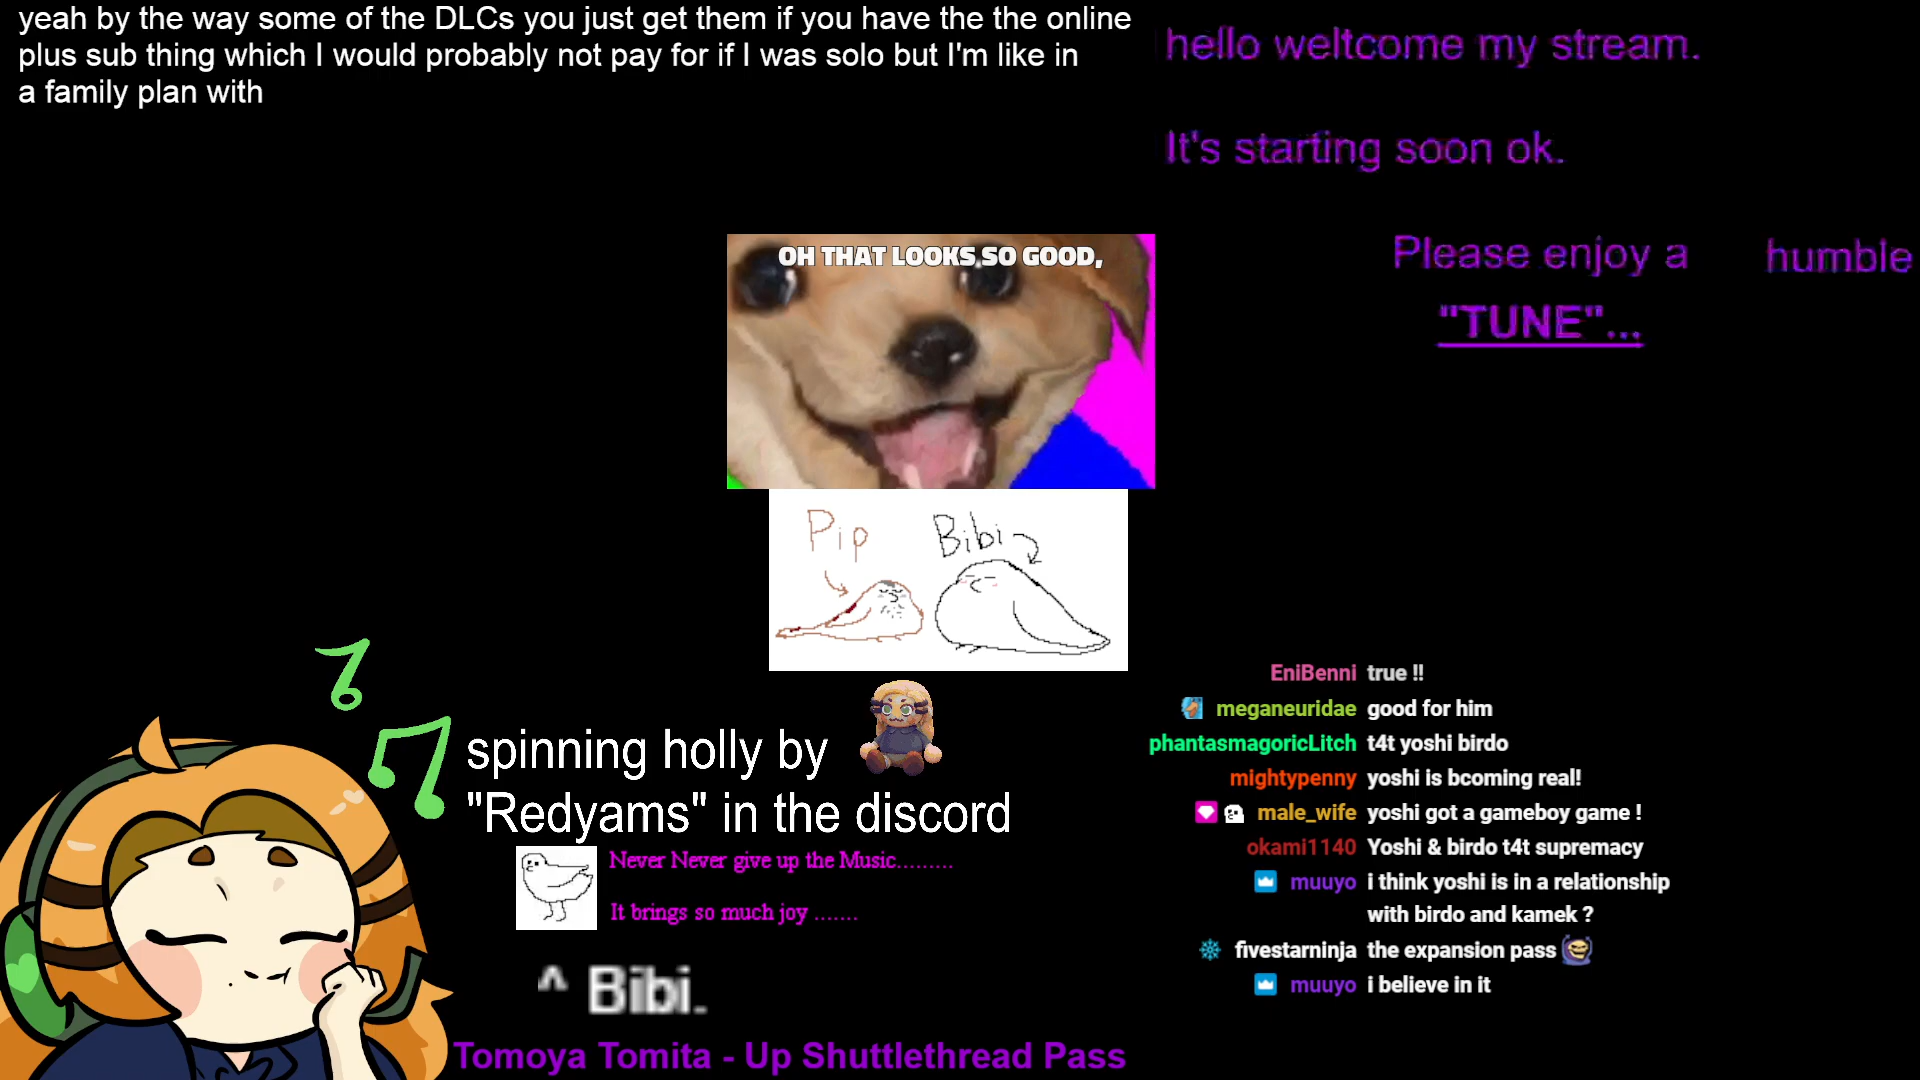 yeah by the way some of the DLCs you just get them if you have the the online
plus sub thing which I would probably not pay for if I was solo but I'm like in
a family plan with
hello weltcome my stream.
It's starting soon ok.
Please enjoy a humble
"TUNE"...
OH THAT LOOKS SO GOOD,
Pip
Bibi
EniBenni true !!
meganeuridae good for him
phantasmagoricLitch t4t yoshi birdo
mightypenny yoshi is bcoming real!
male_wife yoshi got a gameboy game !
okami1140 Yoshi & birdo t4t supremacy
muuyo i think yoshi is in a relationship
with birdo and kamek ?
fivestarninja the expansion pass
muuyo i believe in it
spinning holly by
"Redyams" in the discord
Never Never give up the Music.........
It brings so much joy .......
^ Bibi.
Tomoya Tomita - Up Shuttlethread Pass